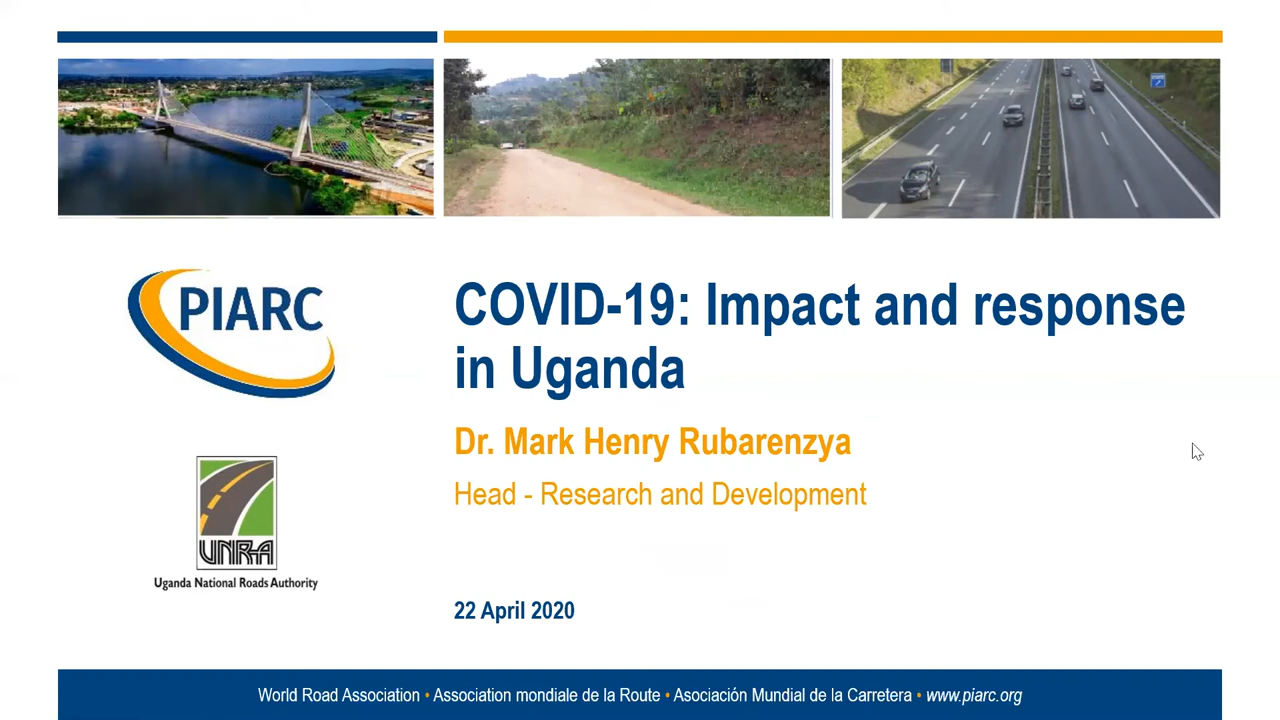 PIARC
COVID-19: Impact and response
in Uganda
Dr. Mark Henry Rubarenzya
Head - Research and Development
UNRA
Uganda National Roads Authority
22 April 2020
World Road Association • Association mondiale de la Route • Asociación Mundial de la Carretera • www.piarc.org